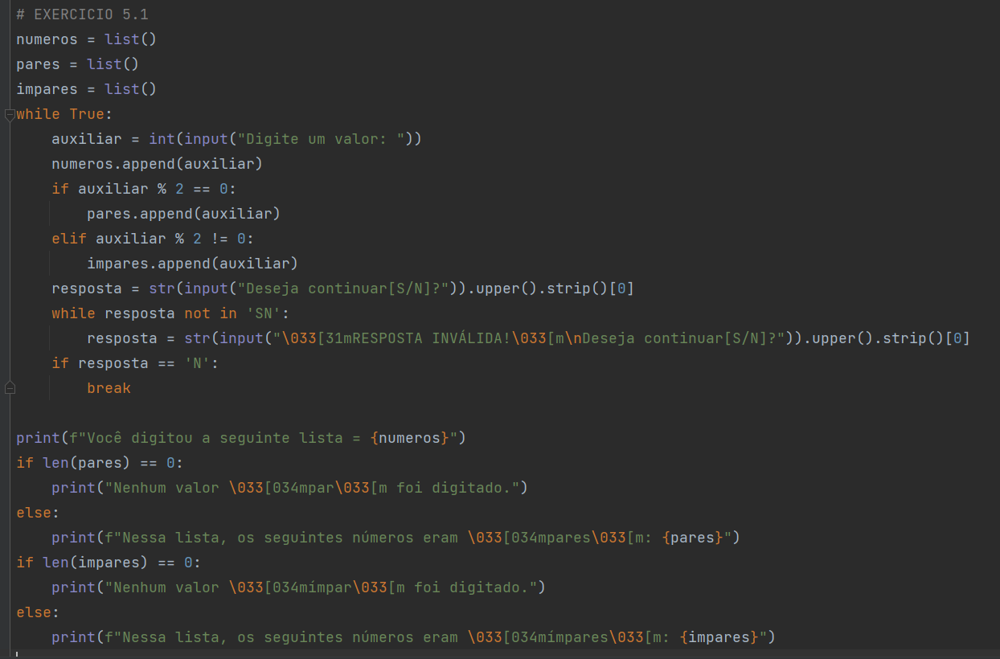 # EXERCICIO 5.1
numeros = list()
pares = list()
impares = list()
while True:
    auxiliar = int(input("Digite um valor: "))
    numeros.append(auxiliar)
    if auxiliar % 2 == 0:
        pares.append(auxiliar)
    elif auxiliar % 2 != 0:
        impares.append(auxiliar)
    resposta = str(input("Deseja continuar[S/N]?")).upper().strip()[0]
    while resposta not in 'SN':
        resposta = str(input("\033[31mRESPOSTA INVÁLIDA!\033[m\nDeseja continuar[S/N]?")).upper().strip()[0]
    if resposta == 'N':
        break

print(f"Você digitou a seguinte lista = {numeros}")
if len(pares) == 0:
    print("Nenhum valor \033[034mpar\033[m foi digitado.")
else:
    print(f"Nessa lista, os seguintes números eram \033[034mpares\033[m: {pares}")
if len(impares) == 0:
    print("Nenhum valor \033[034mímpar\033[m foi digitado.")
else:
    print(f"Nessa lista, os seguintes números eram \033[034mímpares\033[m: {impares}")